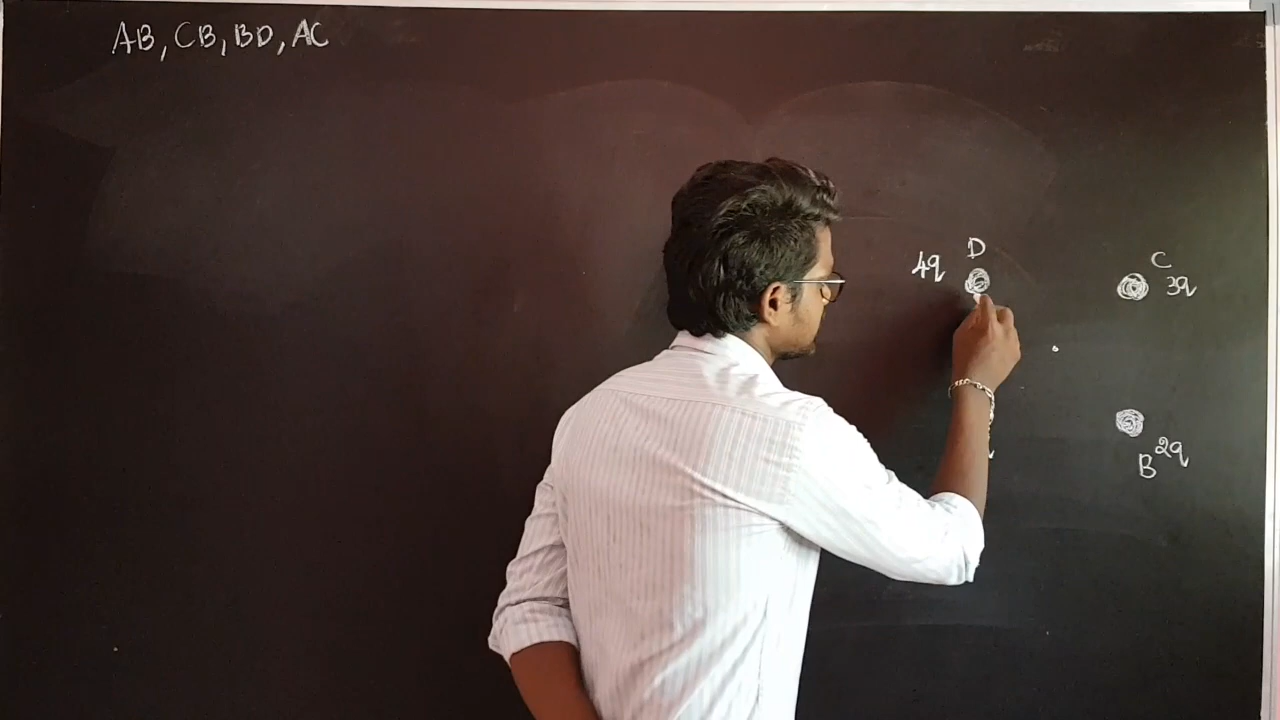 AB, CB, BD, AC
D
4q
C
3q
2q
B